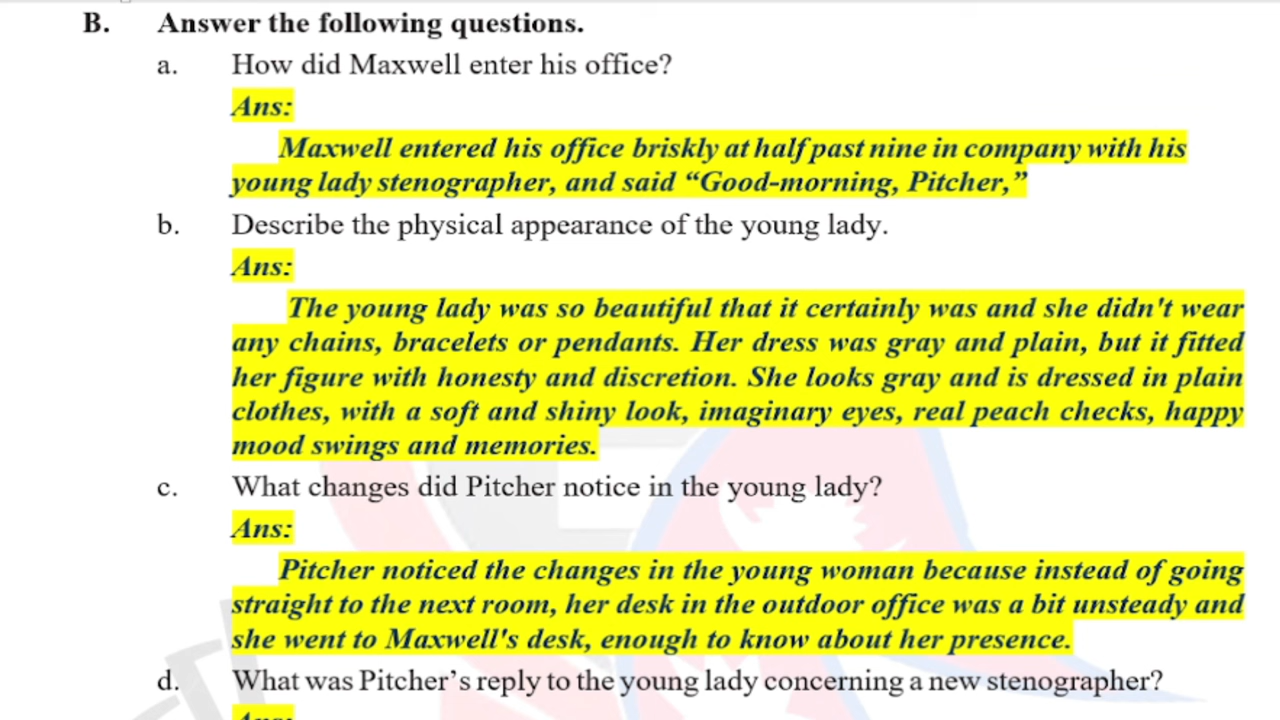 B. Answer the following questions.
a. How did Maxwell enter his office?
Ans:
Maxwell entered his office briskly at half past nine in company with his
young lady stenographer, and said “Good-morning, Pitcher,”
b. Describe the physical appearance of the young lady.
Ans:
The young lady was so beautiful that it certainly was and she didn't wear
any chains, bracelets or pendants. Her dress was gray and plain, but it fitted
her figure with honesty and discretion. She looks gray and is dressed in plain
clothes, with a soft and shiny look, imaginary eyes, real peach checks, happy
mood swings and memories.
c. What changes did Pitcher notice in the young lady?
Ans:
Pitcher noticed the changes in the young woman because instead of going
straight to the next room, her desk in the outdoor office was a bit unsteady and
she went to Maxwell's desk, enough to know about her presence.
d. What was Pitcher’s reply to the young lady concerning a new stenographer?